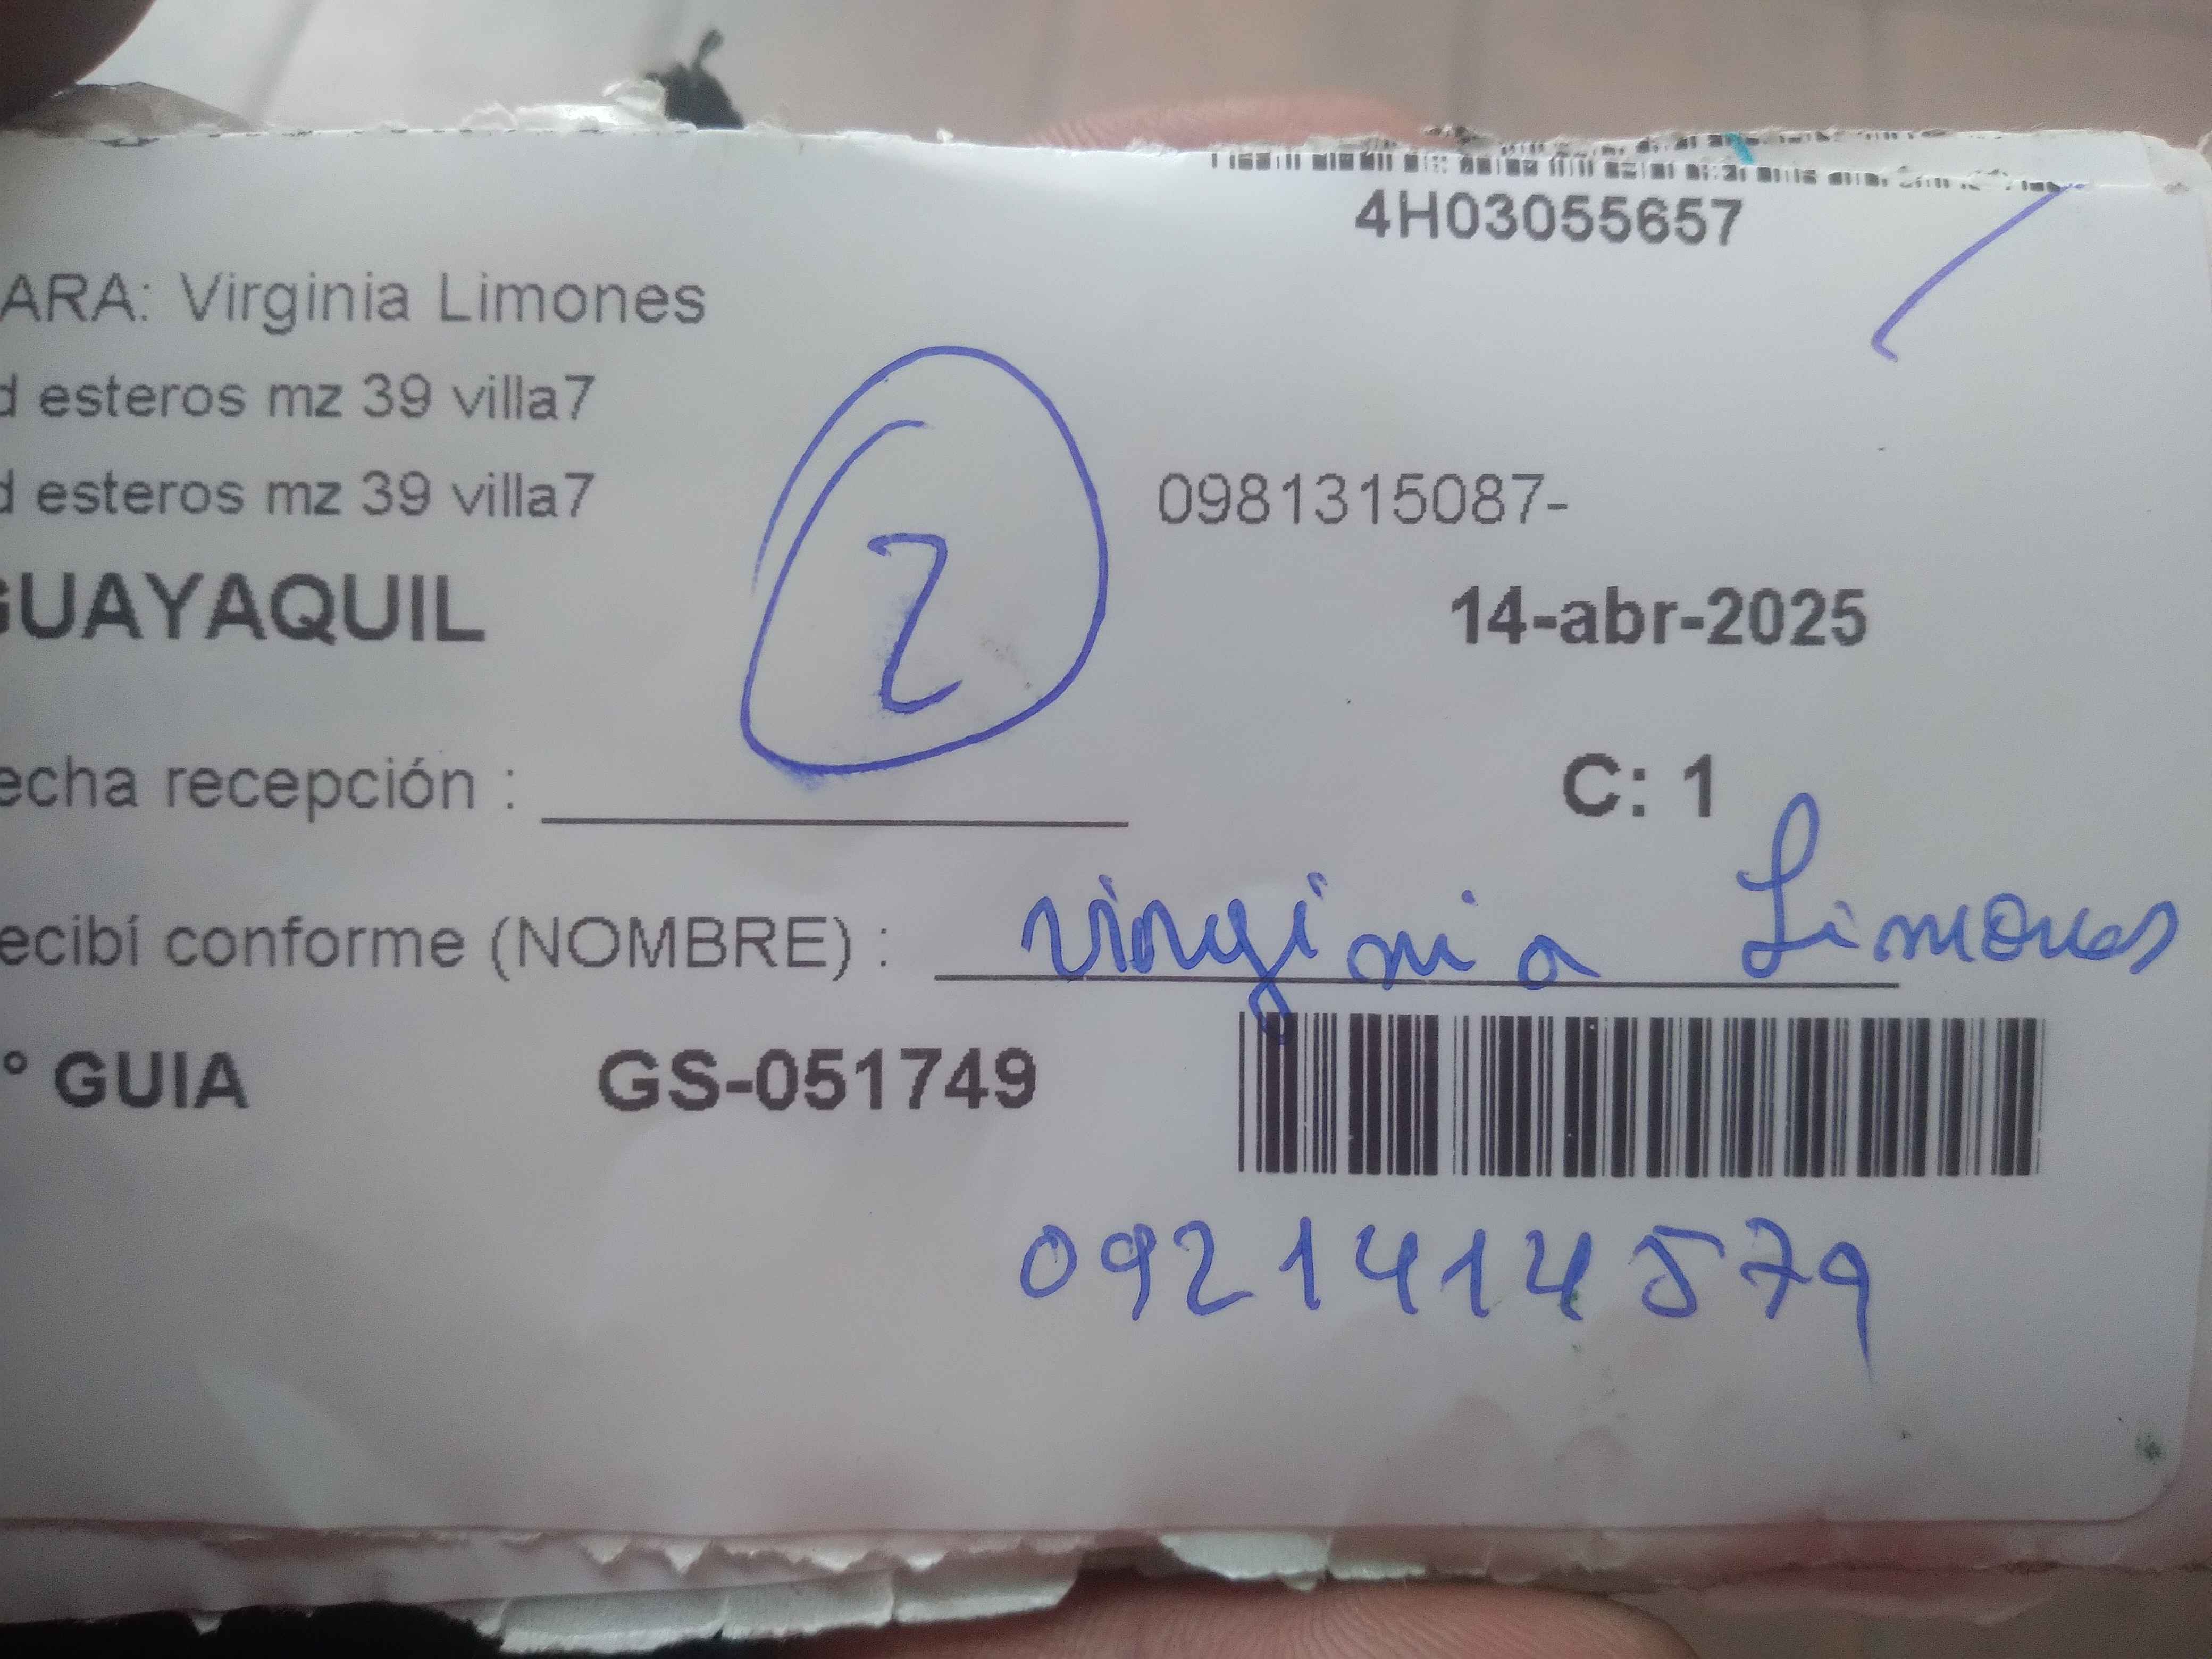 4H03055657
ARA: Virginia Limones
d esteros mz 39 villa7
d esteros mz 39 villa7
0981315087-
2
GUAYAQUIL
14-abr-2025
echa recepción :
C: 1
ecibí conforme (NOMBRE) : Virginia Limones
° GUIA GS-051749
0921414579